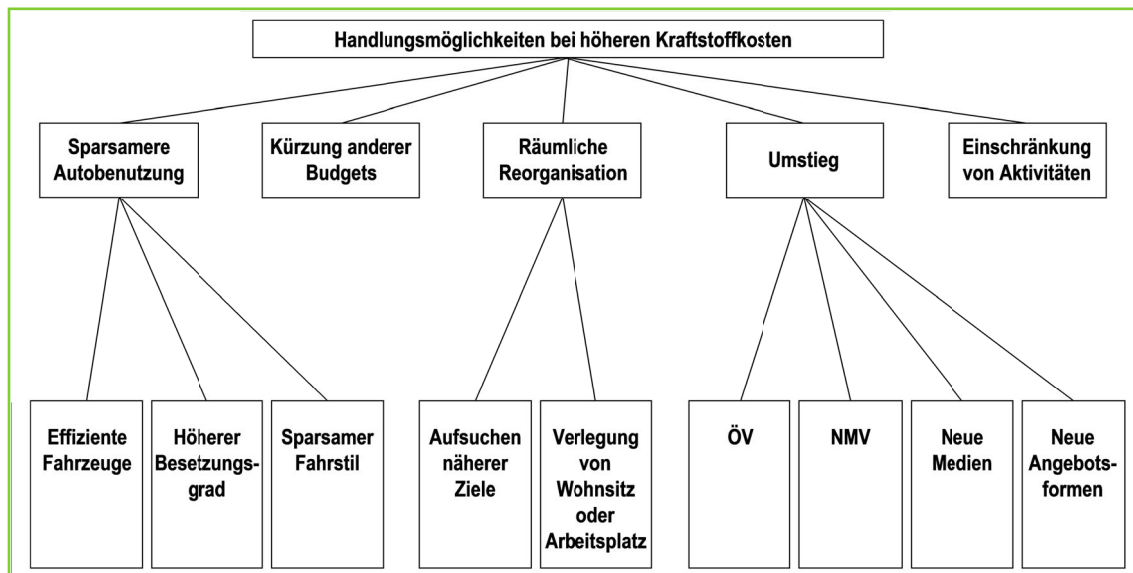 Handlungsmöglichkeiten bei höheren Kraftstoffkosten
Sparsamere
Autobenutzung
Kürzung anderer
Budgets
Räumliche
Reorganisation
Umstieg
Einschränkung
von Aktivitäten
Effiziente
Fahrzeuge
Höherer
Besetzungs-
grad
Sparsamer
Fahrstil
Aufsuchen
näherer
Ziele
Verlegung
von
Wohnsitz
oder
Arbeitsplatz
ÖV
NMV
Neue
Medien
Neue
Angebots-
formen